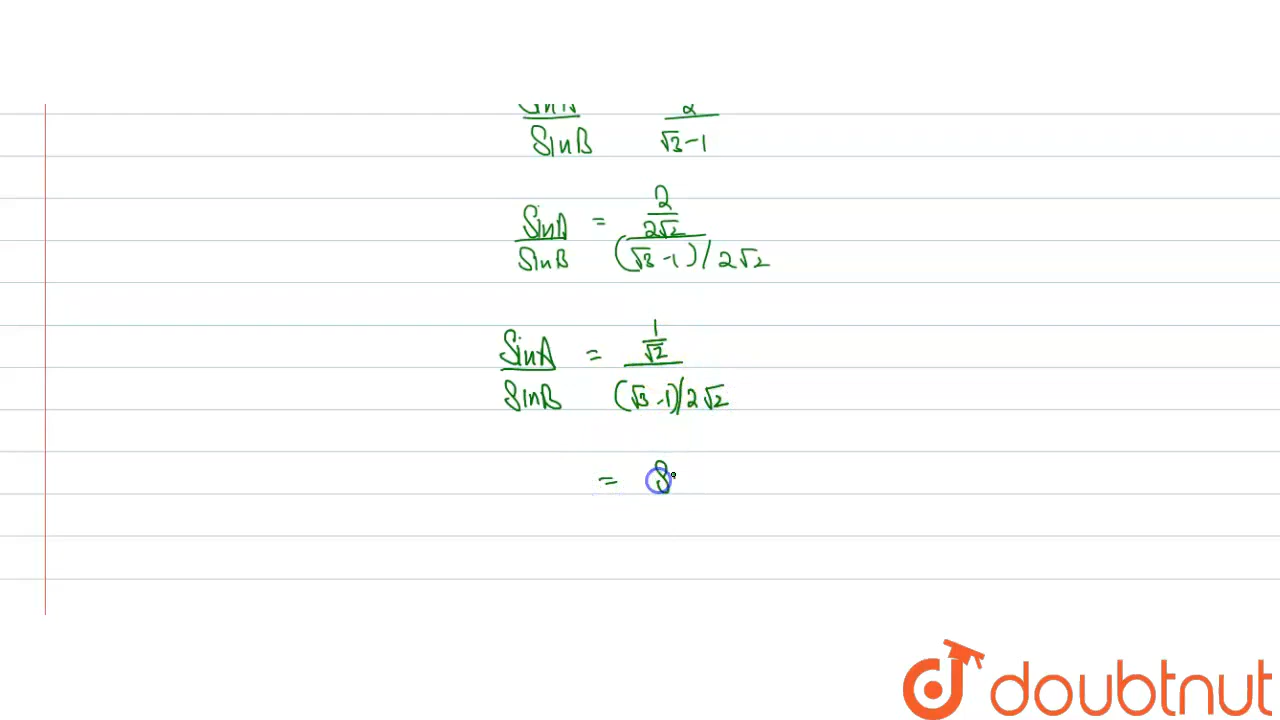 SinB √3-1
SinA/SinB = (2/2√2)/((√3-1)/2√2)
SinA/SinB = (1/√2)/((√3-1)/2√2)
= S
doubtnut